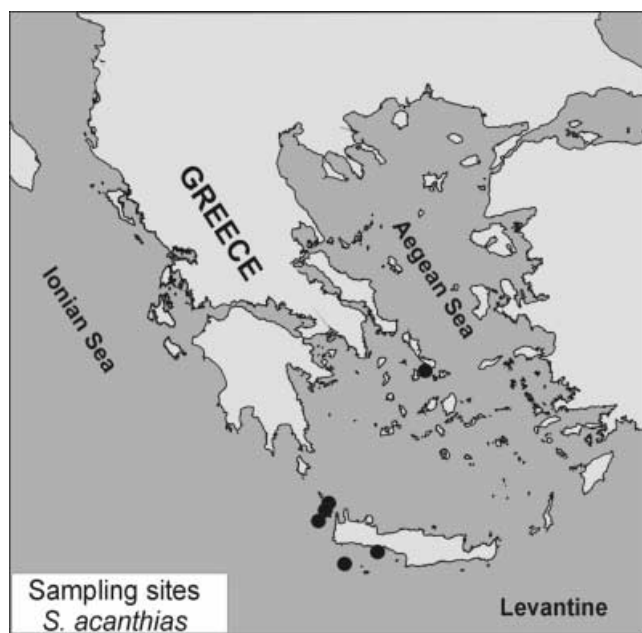 GREECE
Aegean Sea
Ionian Sea
Sampling sites
S. acanthias
Levantine